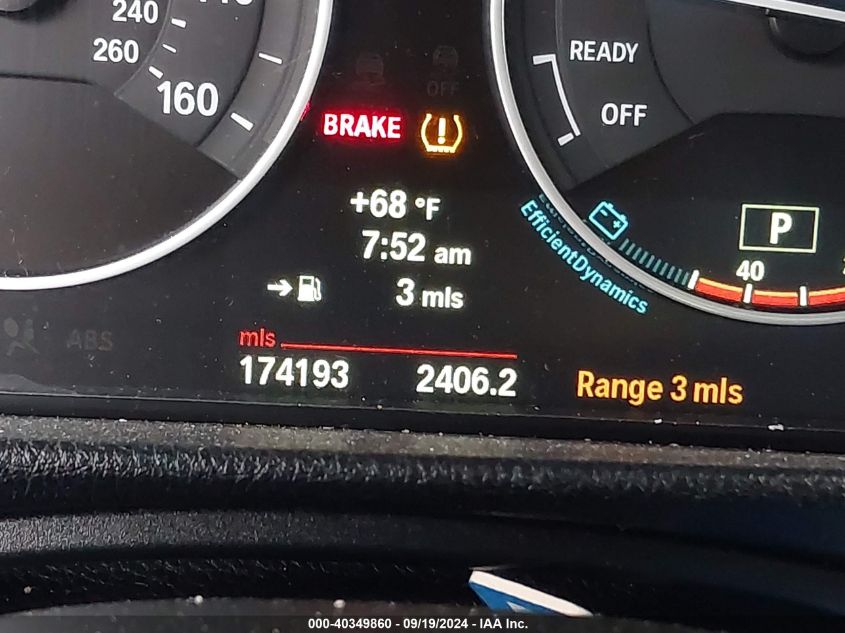 240
260
160
OFF
BRAKE
READY
OFF
+68 °F
7:52 am
3 mls
EfficientDynamics
P
40
ABS
mls
174193 2406.2
Range 3 mls
000-40349860 - 09/19/2024 - IAA Inc.